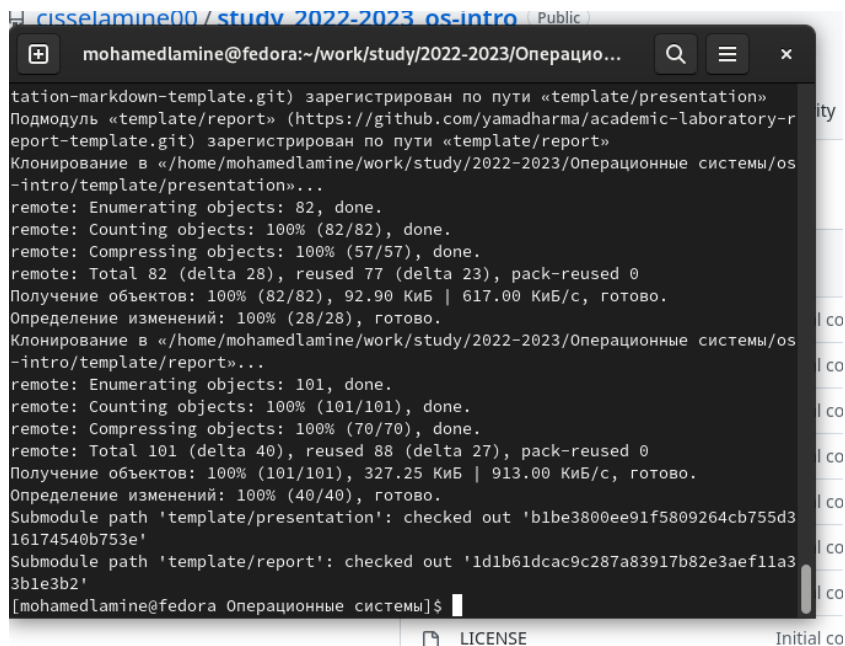 cisselamine00 / study_2022-2023_os-intro Public
mohamedlamine@fedora:~/work/study/2022-2023/Операцио...
tation-markdown-template.git) зарегистрирован по пути «template/presentation»
Подмодуль «template/report» (https://github.com/yamadharma/academic-laboratory-r
eport-template.git) зарегистрирован по пути «template/report»
Клонирование в «/home/mohamedlamine/work/study/2022-2023/Операционные системы/os
-intro/template/presentation»...
remote: Enumerating objects: 82, done.
remote: Counting objects: 100% (82/82), done.
remote: Compressing objects: 100% (57/57), done.
remote: Total 82 (delta 28), reused 77 (delta 23), pack-reused 0
Получение объектов: 100% (82/82), 92.90 КиБ | 617.00 КиБ/с, готово.
Определение изменений: 100% (28/28), готово.
Клонирование в «/home/mohamedlamine/work/study/2022-2023/Операционные системы/os
-intro/template/report»...
remote: Enumerating objects: 101, done.
remote: Counting objects: 100% (101/101), done.
remote: Compressing objects: 100% (70/70), done.
remote: Total 101 (delta 40), reused 88 (delta 27), pack-reused 0
Получение объектов: 100% (101/101), 327.25 КиБ | 913.00 КиБ/с, готово.
Определение изменений: 100% (40/40), готово.
Submodule path 'template/presentation': checked out 'b1be3800ee91f5809264cb755d3
16174540b753e'
Submodule path 'template/report': checked out '1d1b61dcac9c287a83917b82e3aef11a3
3b1e3b2'
[mohamedlamine@fedora Операционные системы]$
ity
l co
l co
l co
l co
l co
l co
l co
LICENSE Initial co